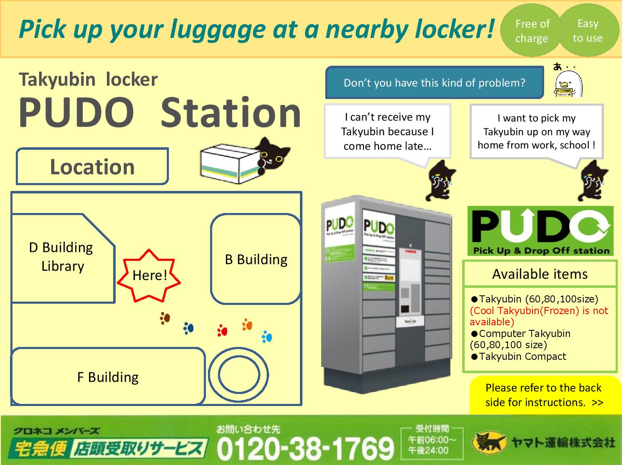 Pick up your luggage at a nearby locker!
Free of
charge
Easy
to use
Takyubin locker
PUDO Station
Location
D Building
Library
Here!
B Building
F Building
あ・・
Don't you have this kind of problem?
I can't receive my
Takyubin because I
come home late…
I want to pick my
Takyubin up on my way
home from work, school !
PUDO
PUDO
PUDO
Pick Up & Drop Off station
Available items
●Takyubin (60,80,100size)
(Cool Takyubin(Frozen) is not
available)
●Computer Takyubin
(60,80,100 size)
●Takyubin Compact
Please refer to the back
side for instructions. >>
クロネコ メンバーズ
宅急便 店頭受取りサービス
お問い合わせ先
0120-38-1769
受付時間
午前06:00～
午後24:00
ヤマト運輸株式会社